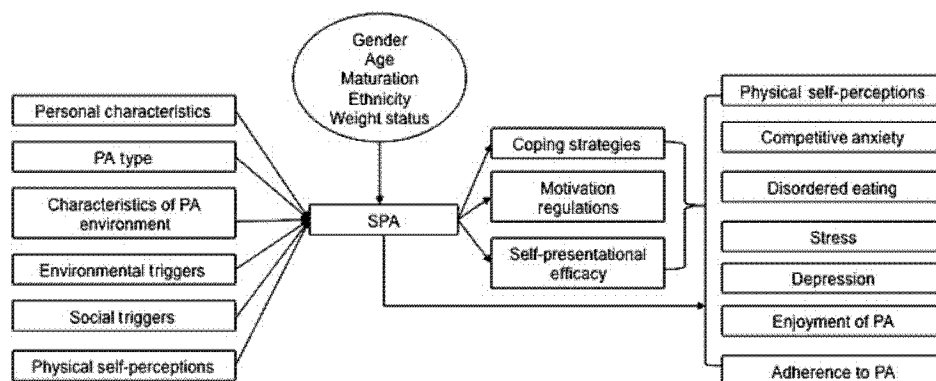 Gender
Age
Maturation
Ethnicity
Weight status
Personal characteristics
PA type
Characteristics of PA
environment
Environmental triggers
Social triggers
Physical self-perceptions
SPA
Coping strategies
Motivation
regulations
Self-presentational
efficacy
Physical self-perceptions
Competitive anxiety
Disordered eating
Stress
Depression
Enjoyment of PA
Adherence to PA